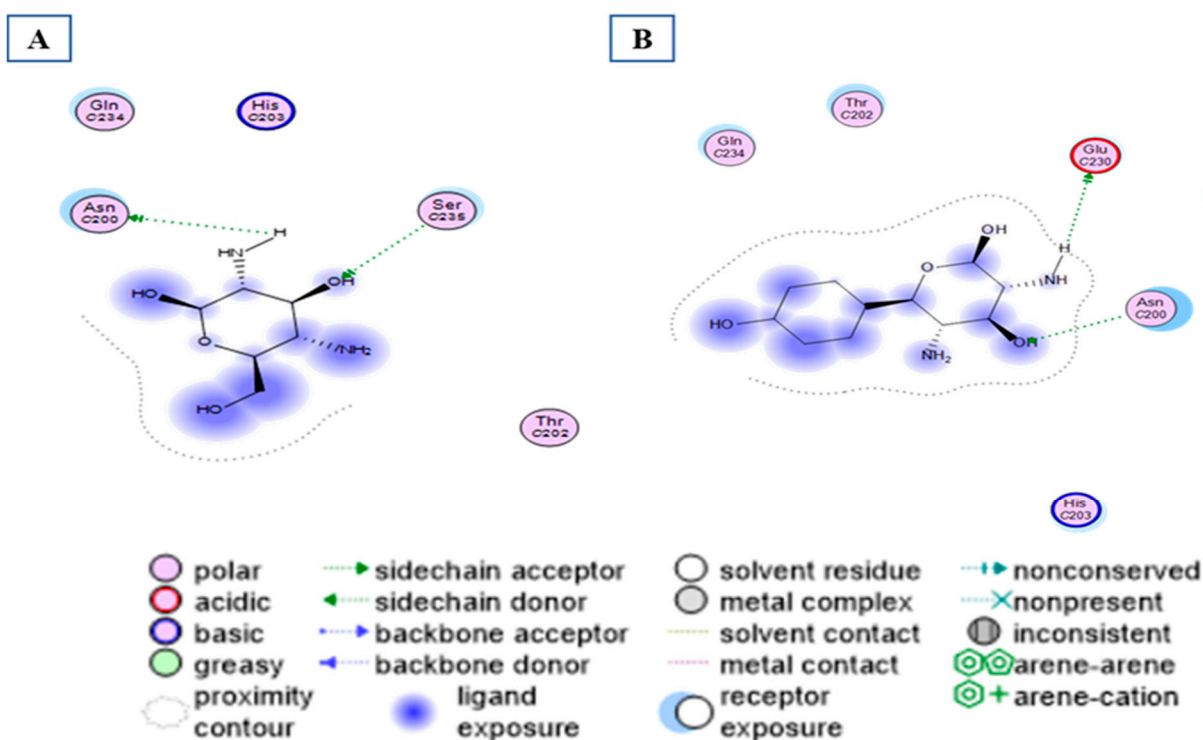 A
B
Gln
C234
His
C203
Asn
C200
Ser
C235
H
HN
HO
OH
O
NH2
HO
Thr
C202
Thr
C202
Gln
C234
Glu
C230
OH
H
O
NH
HO
Asn
C200
OH
NH2
His
C203
polar
sidechain acceptor
solvent residue
nonconserved
acidic
sidechain donor
metal complex
nonpresent
basic
backbone acceptor
solvent contact
inconsistent
greasy
backbone donor
metal contact
arene-arene
proximity
contour
ligand
exposure
receptor
exposure
arene-cation